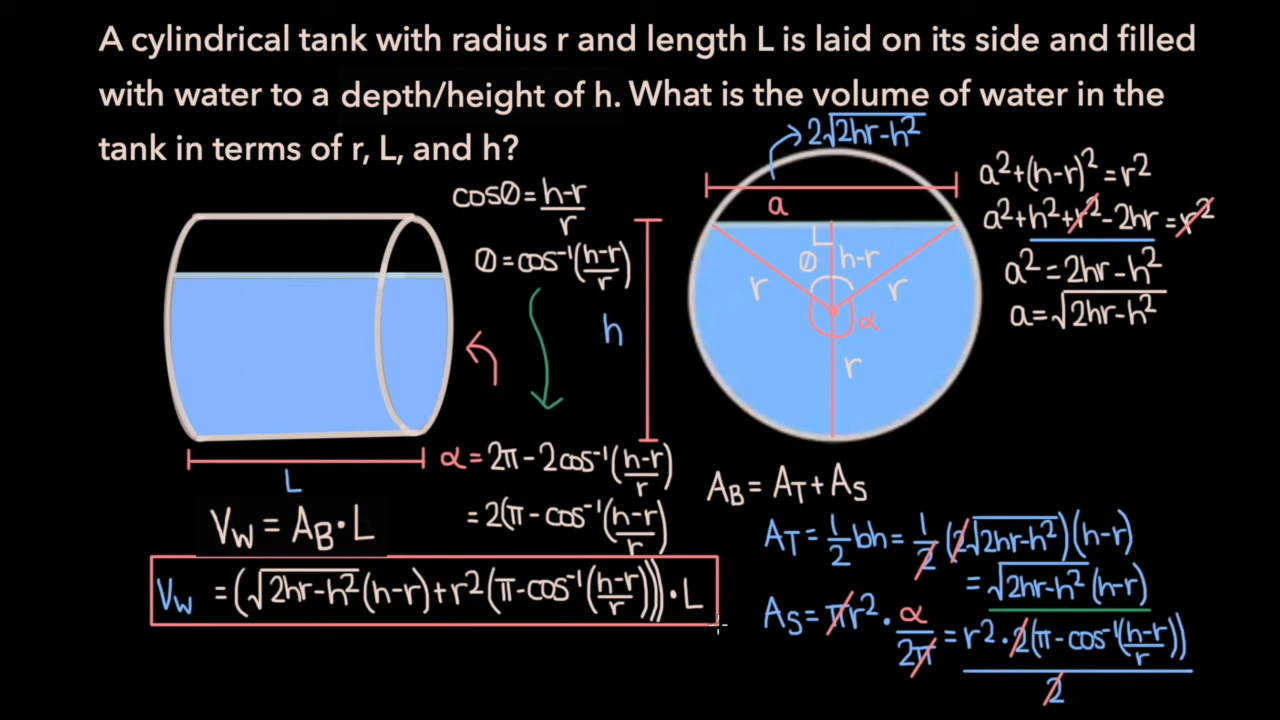 A cylindrical tank with radius r and length L is laid on its side and filled
with water to a depth/height of h. What is the volume of water in the
tank in terms of r, L, and h?
2√(2hr-h²)
cosθ = (h-r)/r
θ = cos⁻¹((h-r)/r)
h
L
a
θ
h-r
r
r
α
r
a²+(h-r)²=r²
a²+h²+r²-2hr=r²
a²=2hr-h²
a=√(2hr-h²)
α = 2π-2cos⁻¹((h-r)/r)
= 2(π-cos⁻¹((h-r)/r)
V_W = A_B·L
V_W = (√(2hr-h²)(h-r)+r²(π-cos⁻¹((h-r)/r)))·L
A_B = A_T + A_S
A_T = 1/2 bh = 1/2 (2√(2hr-h²))(h-r)
= √(2hr-h²)(h-r)
A_S = πr²·α/2π = r²·2(π-cos⁻¹((h-r)/r))/2